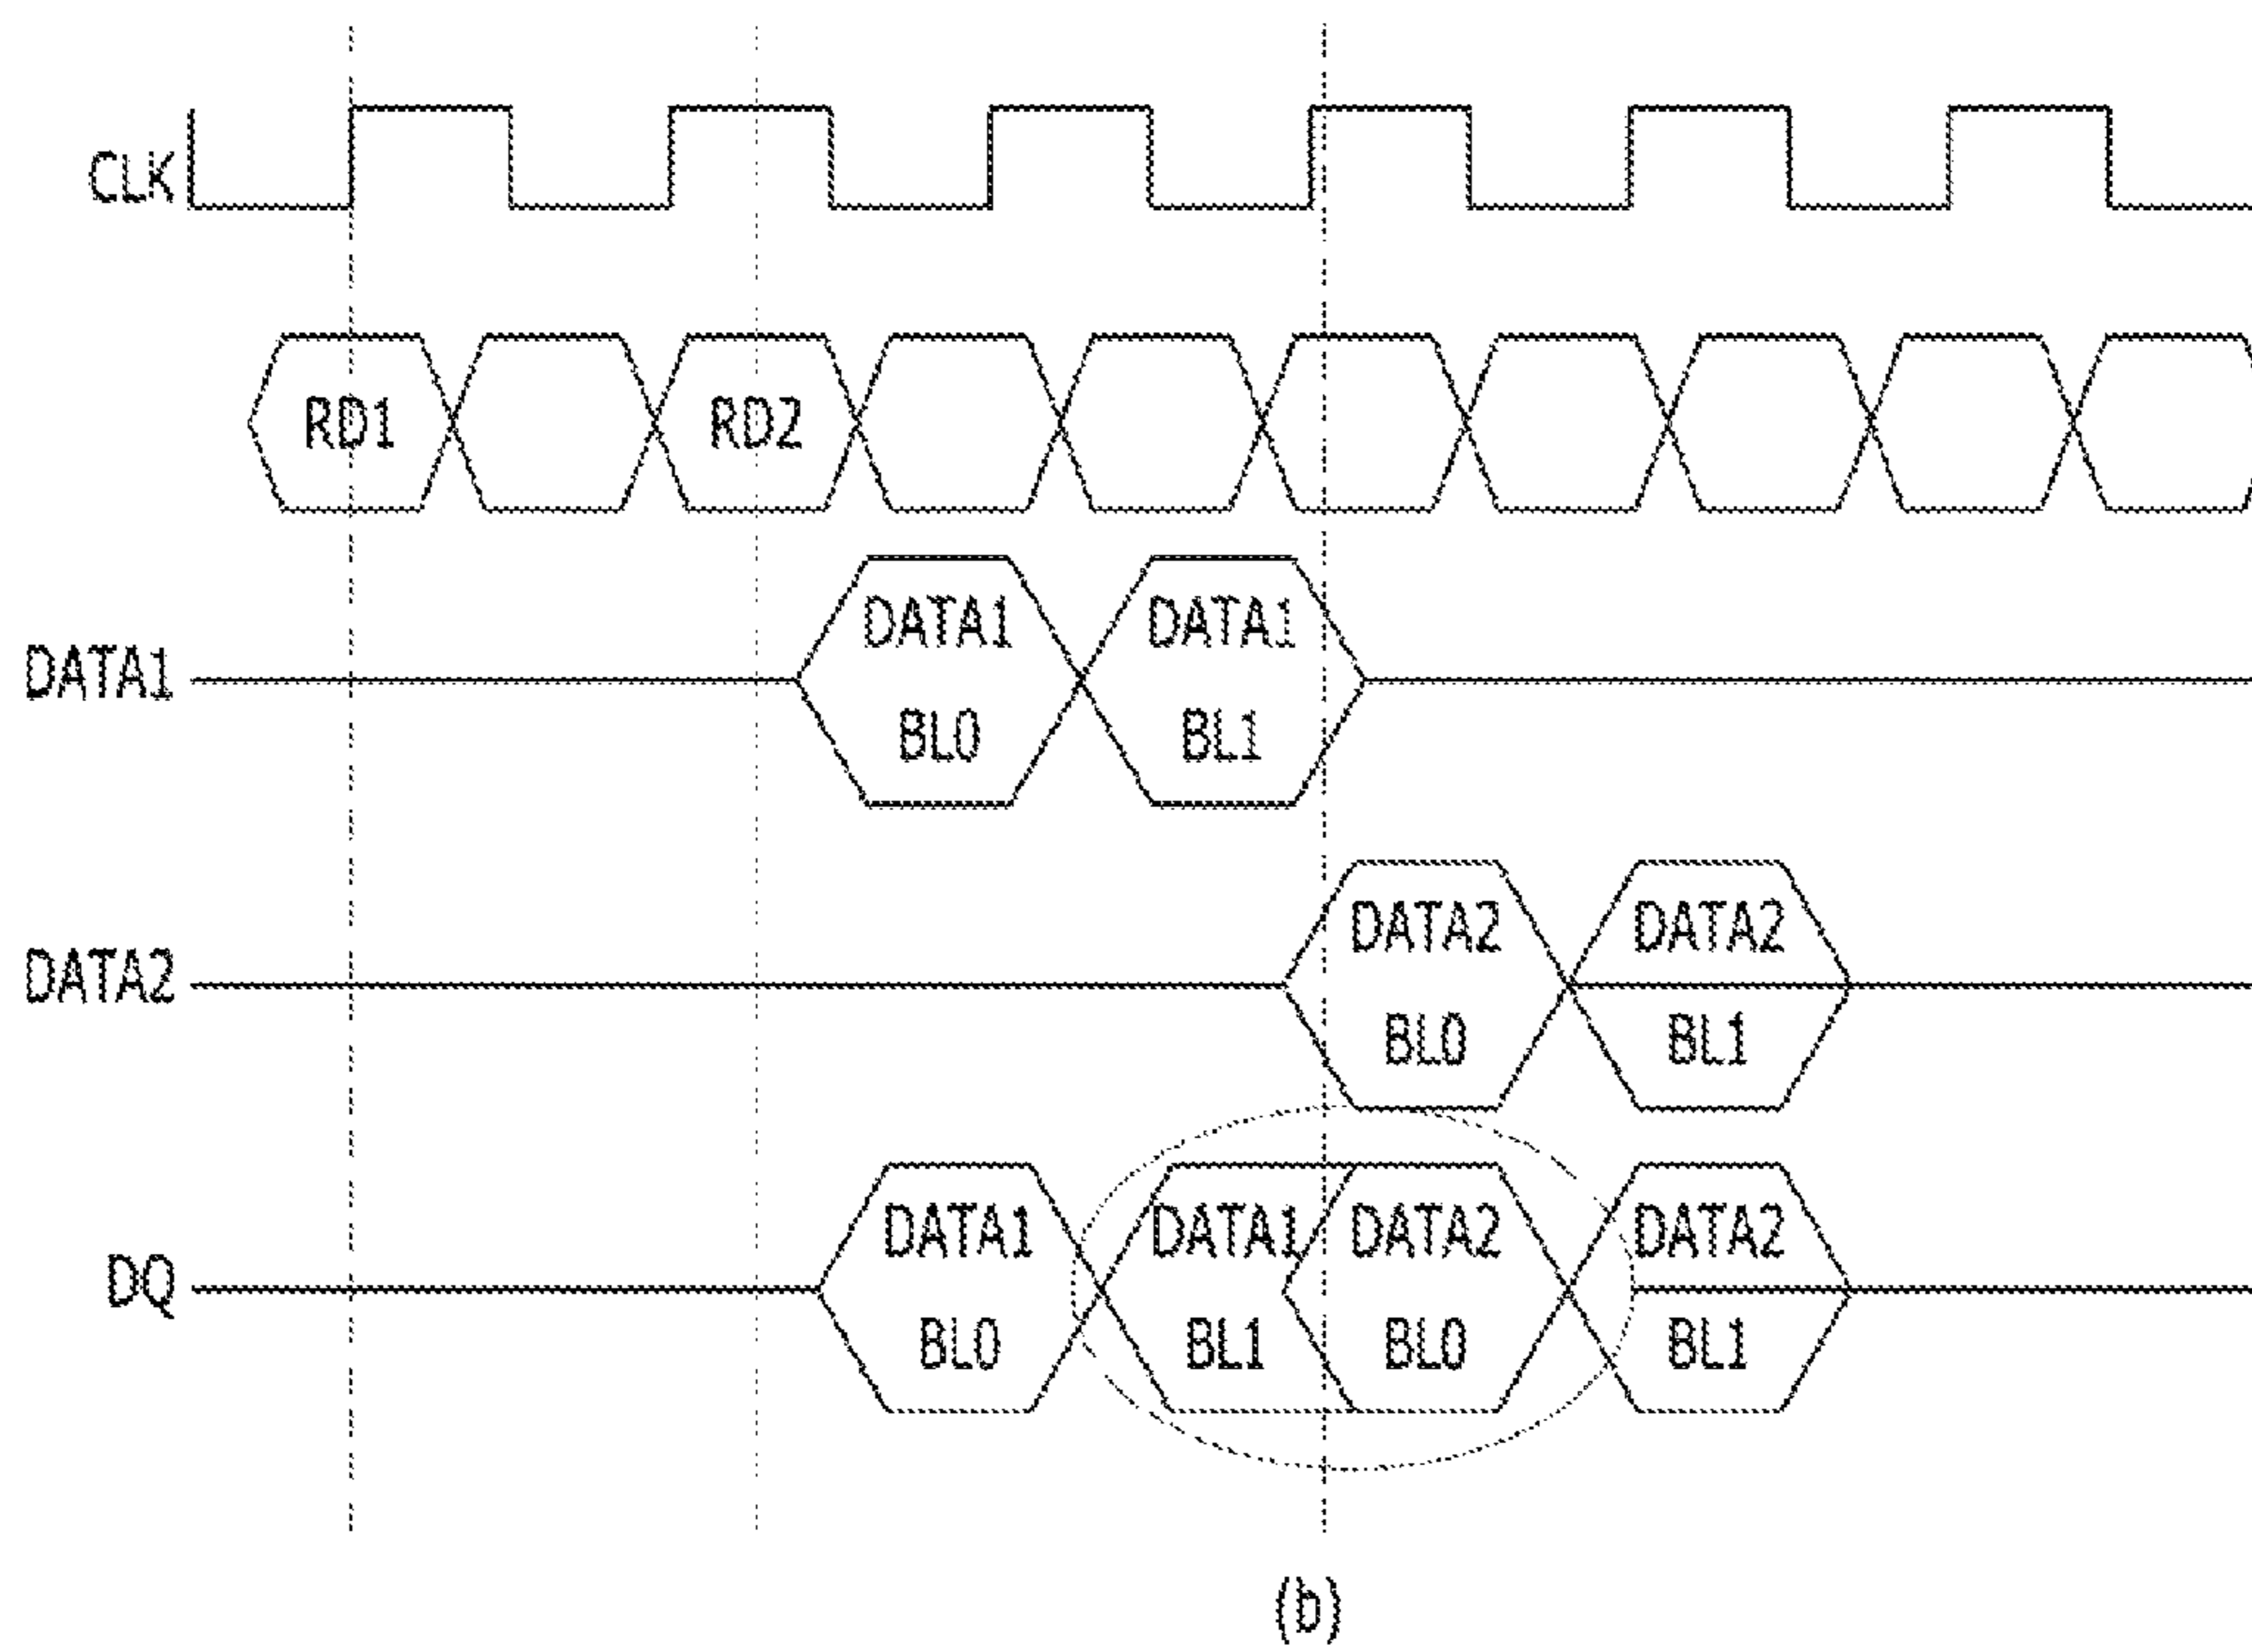 CLK
RD1 RD2
DATA1 DATA1
DATA1
BL0 BL1
DATA2 DATA2
DATA2
BL0 BL1
DATA1 DATA1 DATA2 DATA2
DQ
BL0 BL1 BL0 BL1
(b)